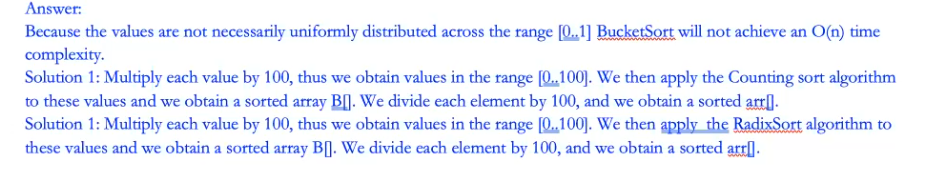 Answer:
Because the values are not necessarily uniformly distributed across the range [0..1] BucketSort will not achieve an O(n) time
complexity.
Solution 1: Multiply each value by 100, thus we obtain values in the range [0..100]. We then apply the Counting sort algorithm
to these values and we obtain a sorted array B[]. We divide each element by 100, and we obtain a sorted arr[].
Solution 1: Multiply each value by 100, thus we obtain values in the range [0..100]. We then apply the RadixSort algorithm to
these values and we obtain a sorted array B[]. We divide each element by 100, and we obtain a sorted arr[].